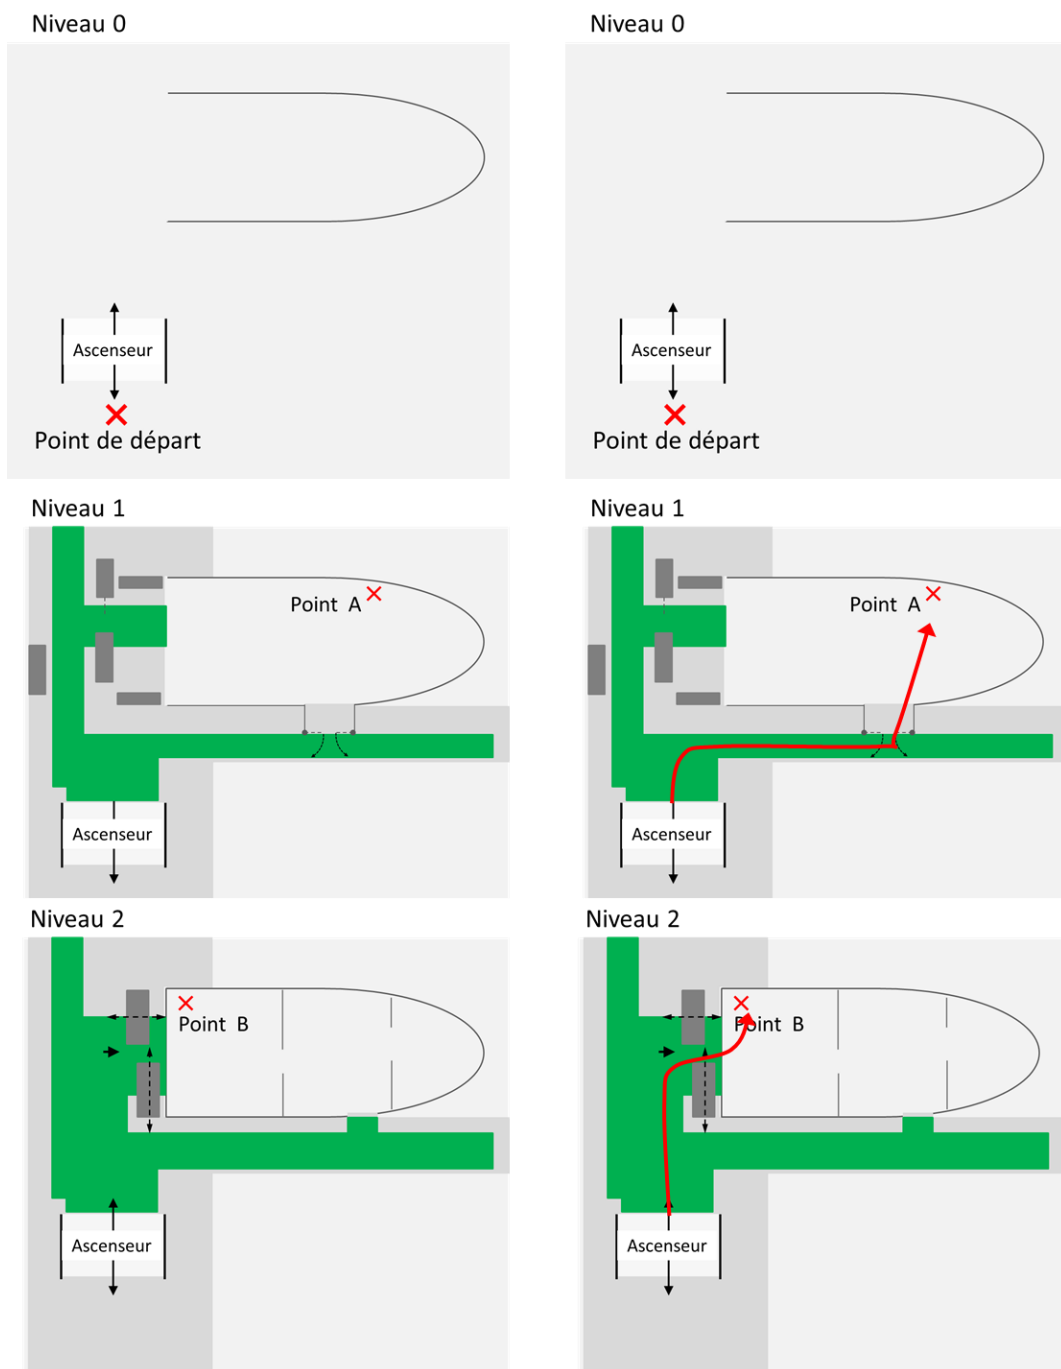 Niveau 0
Niveau 0
Ascenseur
Ascenseur
Point de départ
Point de départ
Niveau 1
Niveau 1
Point A
Point A
Ascenseur
Ascenseur
Niveau 2
Niveau 2
Point B
Point B
Ascenseur
Ascenseur